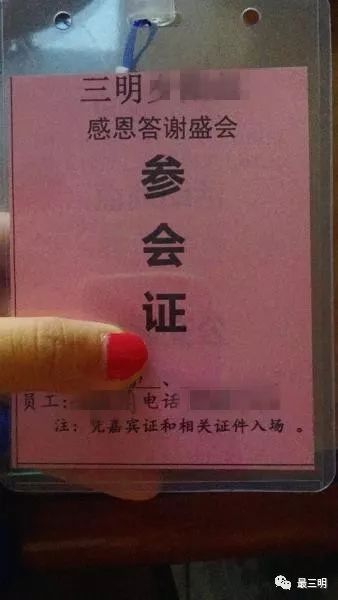 三明
感恩答谢盛会
参
会
证
、
员工: 电话
注: 凭嘉宾证和相关证件入场 。
最三明